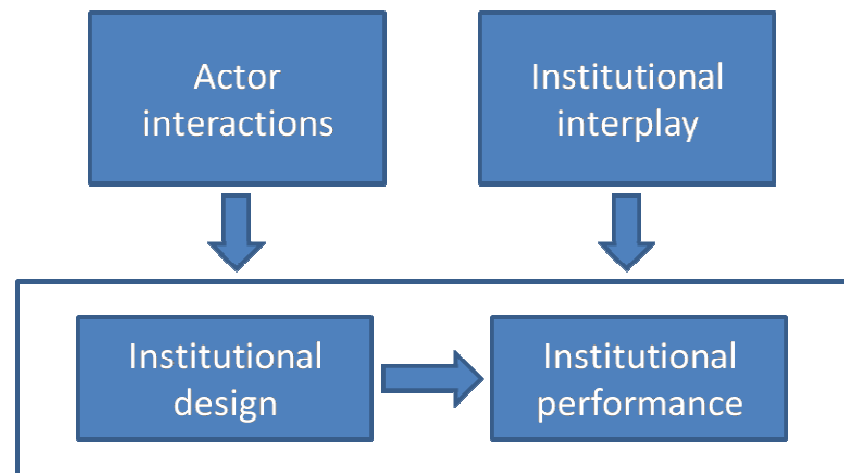 Actor
interactions
Institutional
interplay
Institutional
design
Institutional
performance